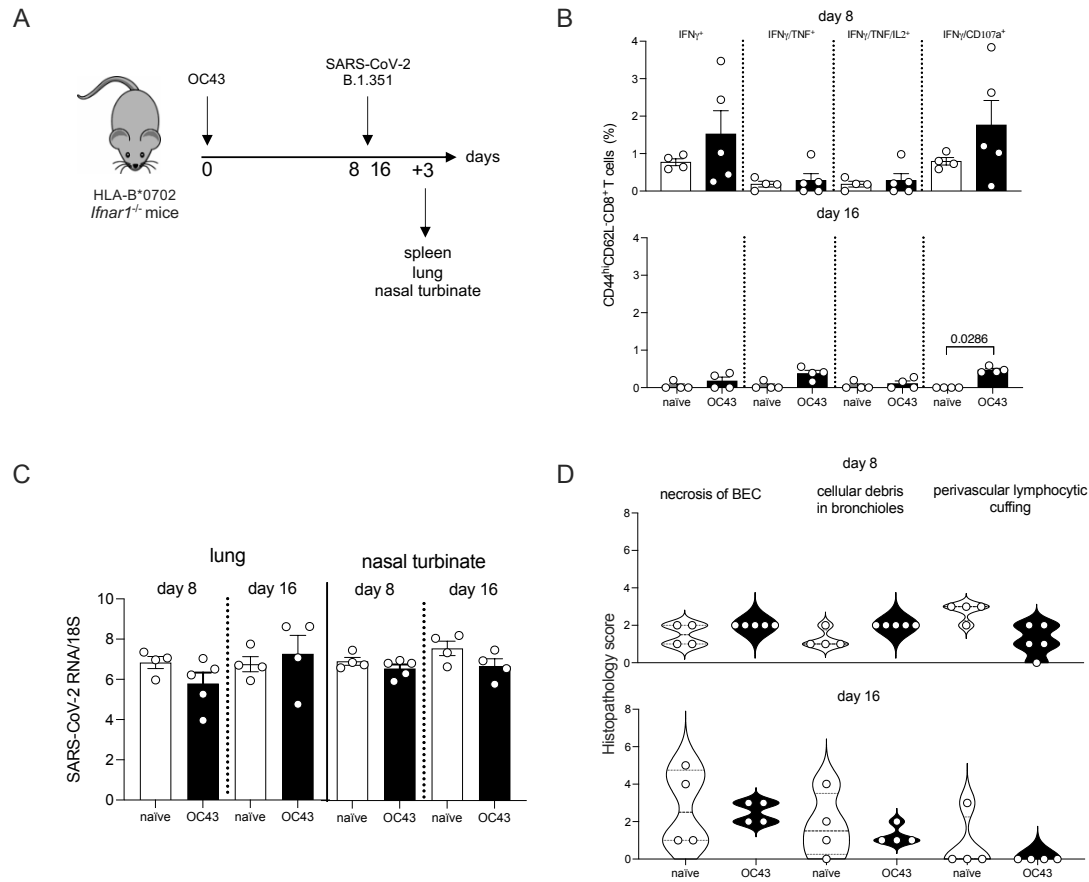 A
OC43
SARS-CoV-2
B.1.351
0
8
16
+3
days
HLA-B*0702
Ifnar1-/- mice
spleen
lung
nasal turbinate
B
day 8
IFNγ+
IFNγ/TNF+
IFNγ/TNF/IL2+
IFNγ/CD107a+
CD44hiCD62L-CD8+ T cells (%)
4
3
2
1
0
day 16
4
3
2
1
0
0.0286
naïve
OC43
naïve
OC43
naïve
OC43
naïve
OC43
C
lung
nasal turbinate
day 8
day 16
day 8
day 16
SARS-CoV-2 RNA/18S
10
8
6
4
2
0
naïve
OC43
naïve
OC43
naïve
OC43
naïve
OC43
D
day 8
necrosis of BEC
cellular debris
in bronchioles
perivascular lymphocytic
cuffing
Histopathology score
8
6
4
2
0
day 16
8
6
4
2
0
naïve
OC43
naïve
OC43
naïve
OC43